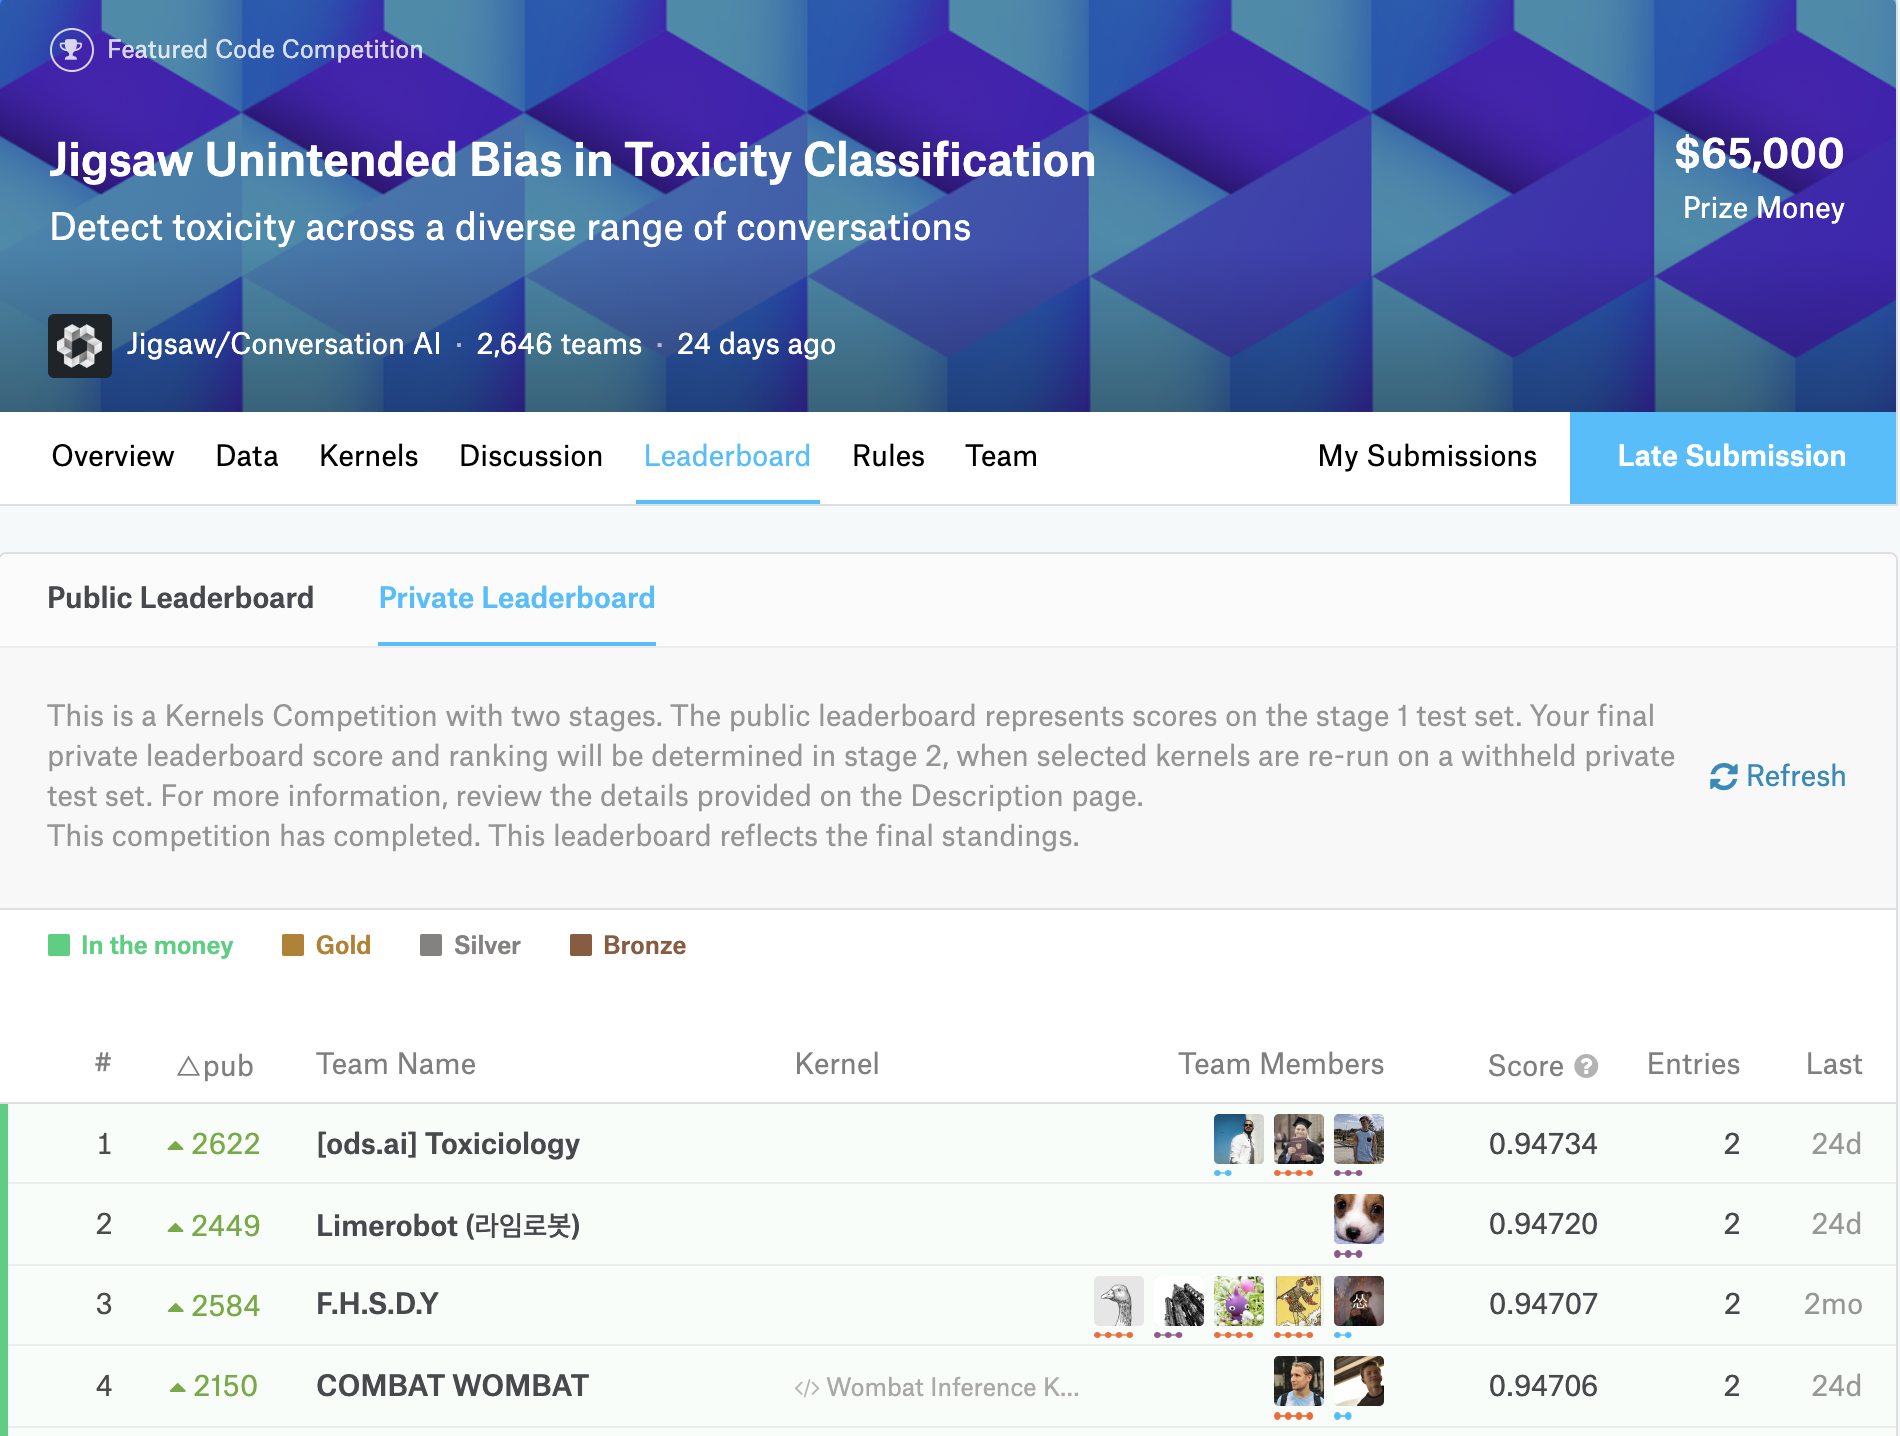 Featured Code Competition
Jigsaw Unintended Bias in Toxicity Classification
$65,000
Detect toxicity across a diverse range of conversations
Prize Money
Jigsaw/Conversation AI · 2,646 teams · 24 days ago
Overview Data Kernels Discussion Leaderboard Rules Team My Submissions Late Submission
Public Leaderboard Private Leaderboard
This is a Kernels Competition with two stages. The public leaderboard represents scores on the stage 1 test set. Your final
private leaderboard score and ranking will be determined in stage 2, when selected kernels are re-run on a withheld private
test set. For more information, review the details provided on the Description page.
This competition has completed. This leaderboard reflects the final standings.
Refresh
In the money Gold Silver Bronze
# △pub Team Name Kernel Team Members Score ? Entries Last
1 ▲ 2622 [ods.ai] Toxiciology 0.94734 2 24d
2 ▲ 2449 Limerobot (라임로봇) 0.94720 2 24d
3 ▲ 2584 F.H.S.D.Y 0.94707 2 2mo
4 ▲ 2150 COMBAT WOMBAT </> Wombat Inference K... 0.94706 2 24d